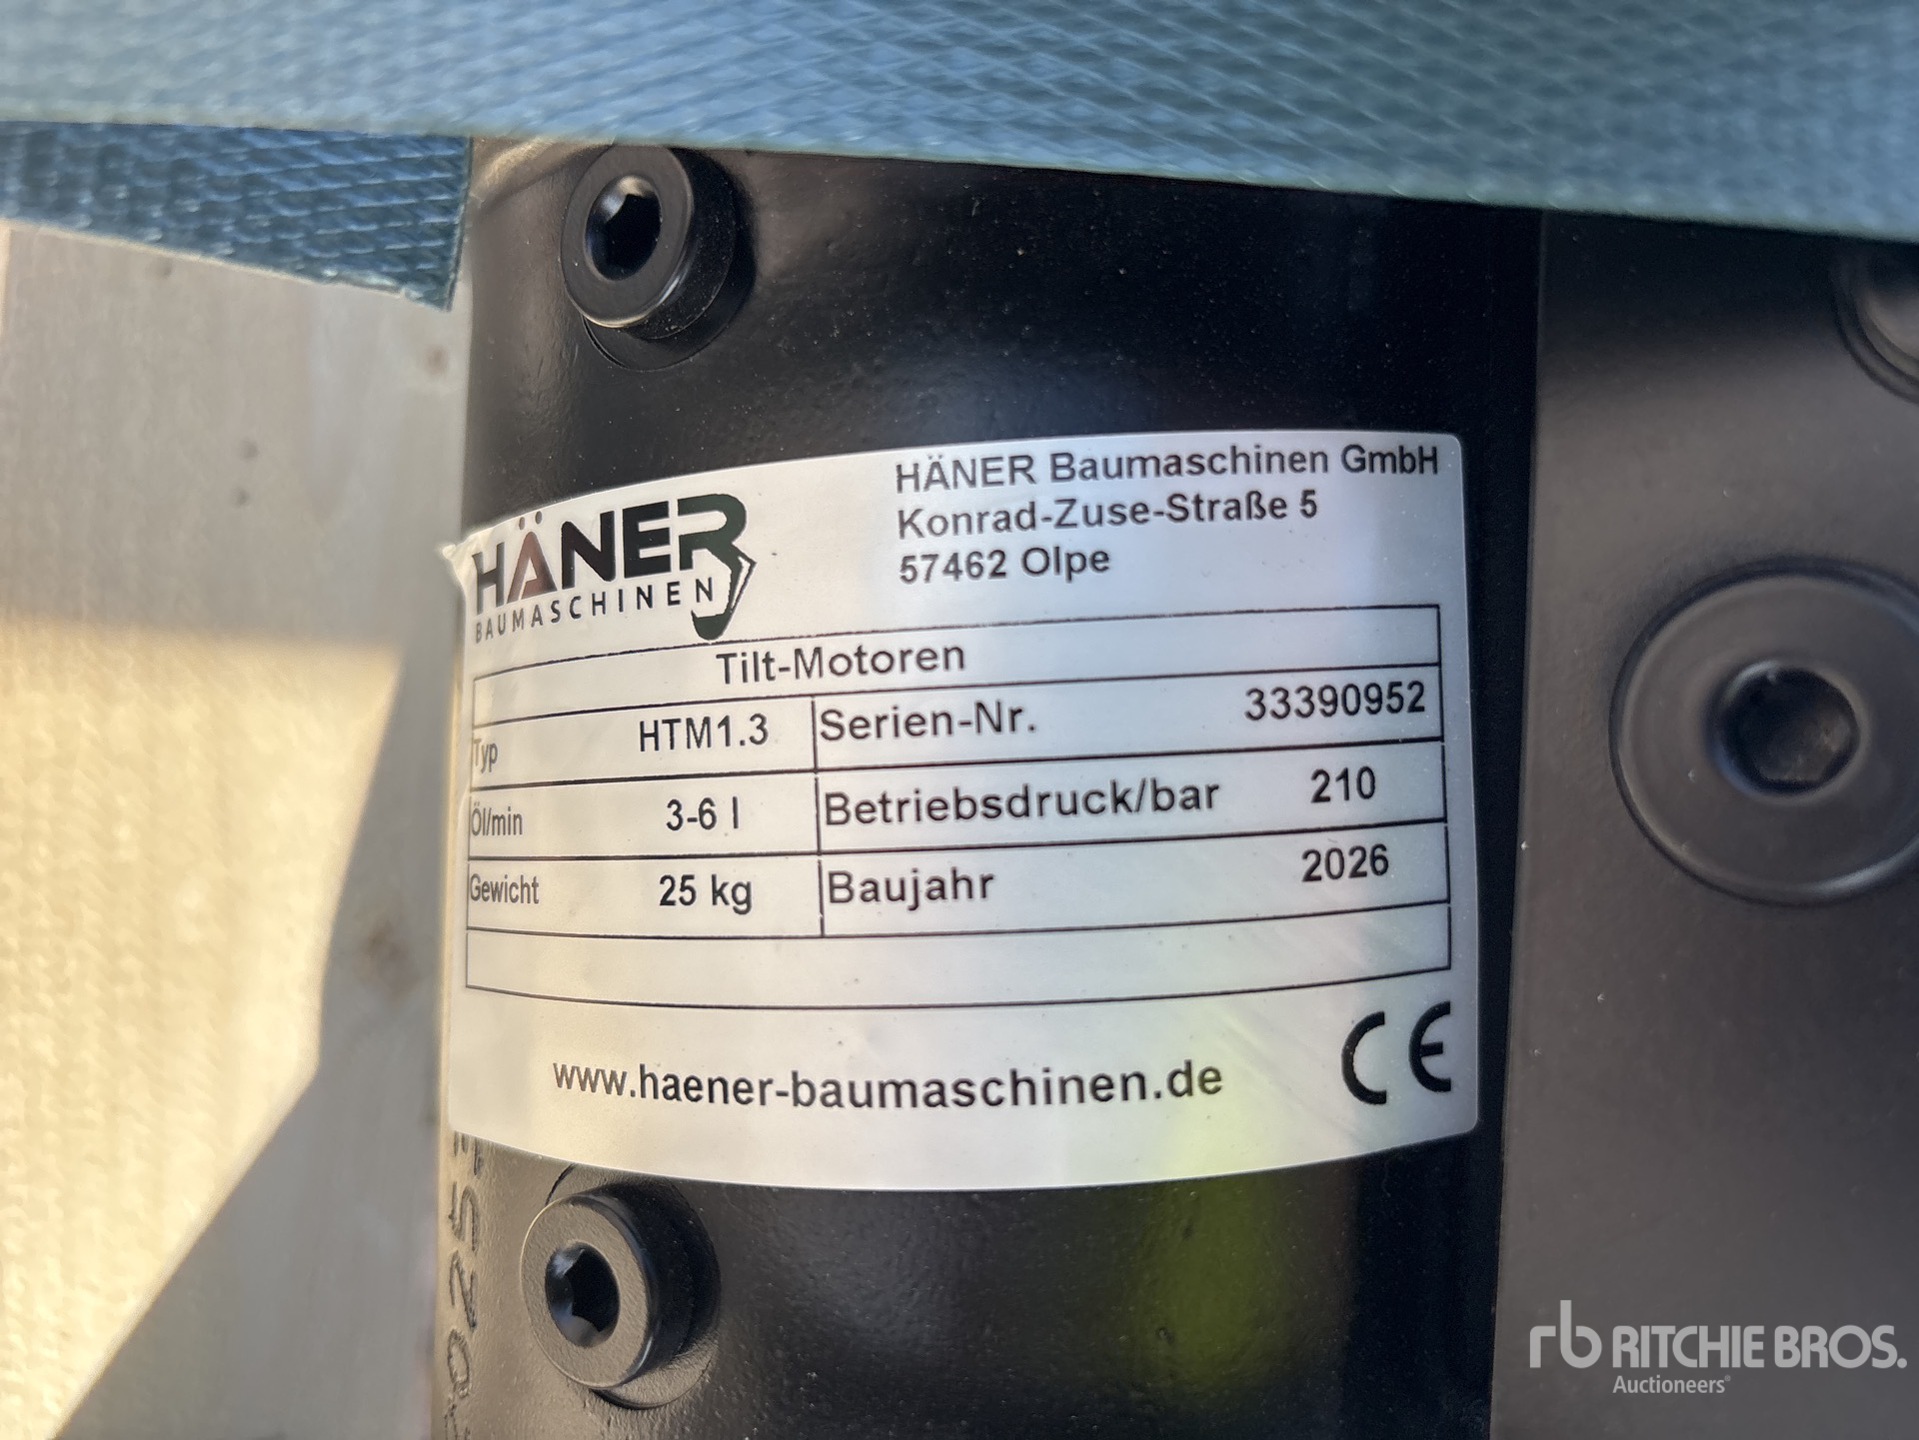 HÄNER
BAUMASCHINEN
HÄNER Baumaschinen GmbH
Konrad-Zuse-Straße 5
57462 Olpe
Tilt-Motoren
Typ HTM1.3 Serien-Nr. 33390952
Öl/min 3-6 l Betriebsdruck/bar 210
Gewicht 25 kg Baujahr 2026
www.haener-baumaschinen.de
CE
rb RITCHIE BROS.
Auctioneers